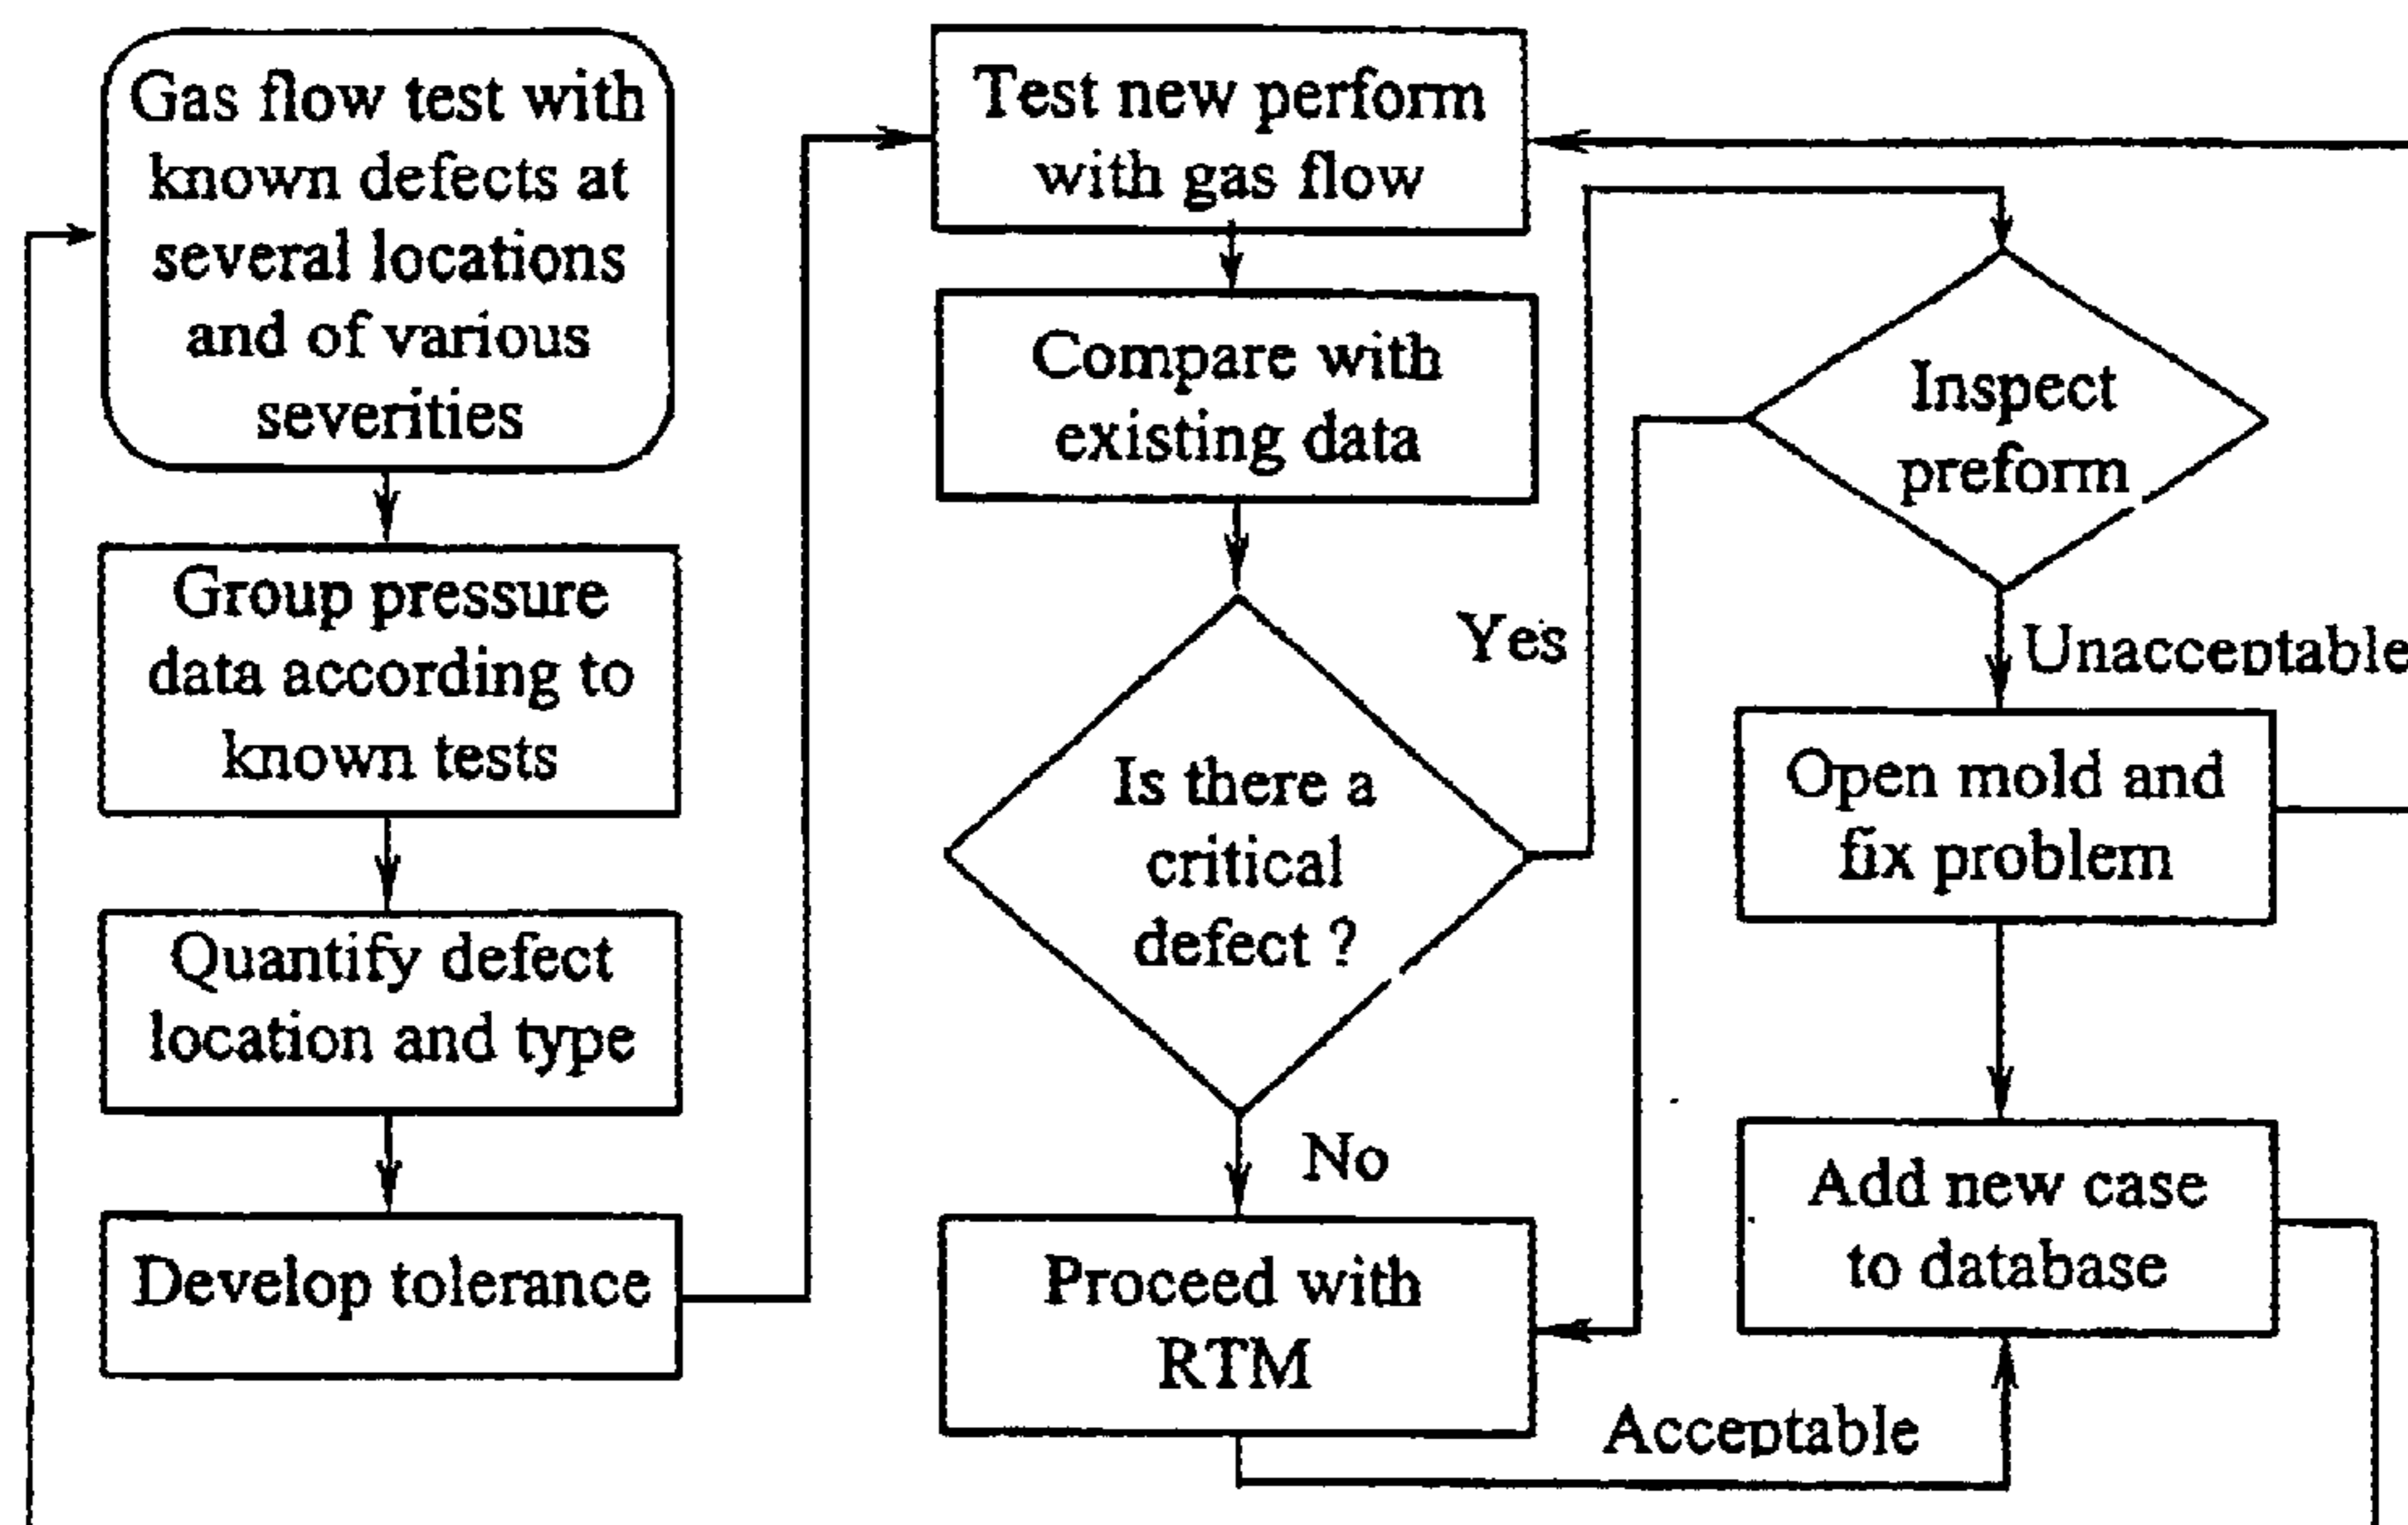 Gas flow test with
known defects at
several locations
and of various
severities
Group pressure
data according to
known tests
Quantify defect
location and type
Develop tolerance
Test new perform
with gas flow
Compare with
existing data
Is there a
critical
defect ?
Yes
No
Proceed with
RTM
Acceptable
Inspect
preform
Unacceptable
Open mold and
fix problem
Add new case
to database